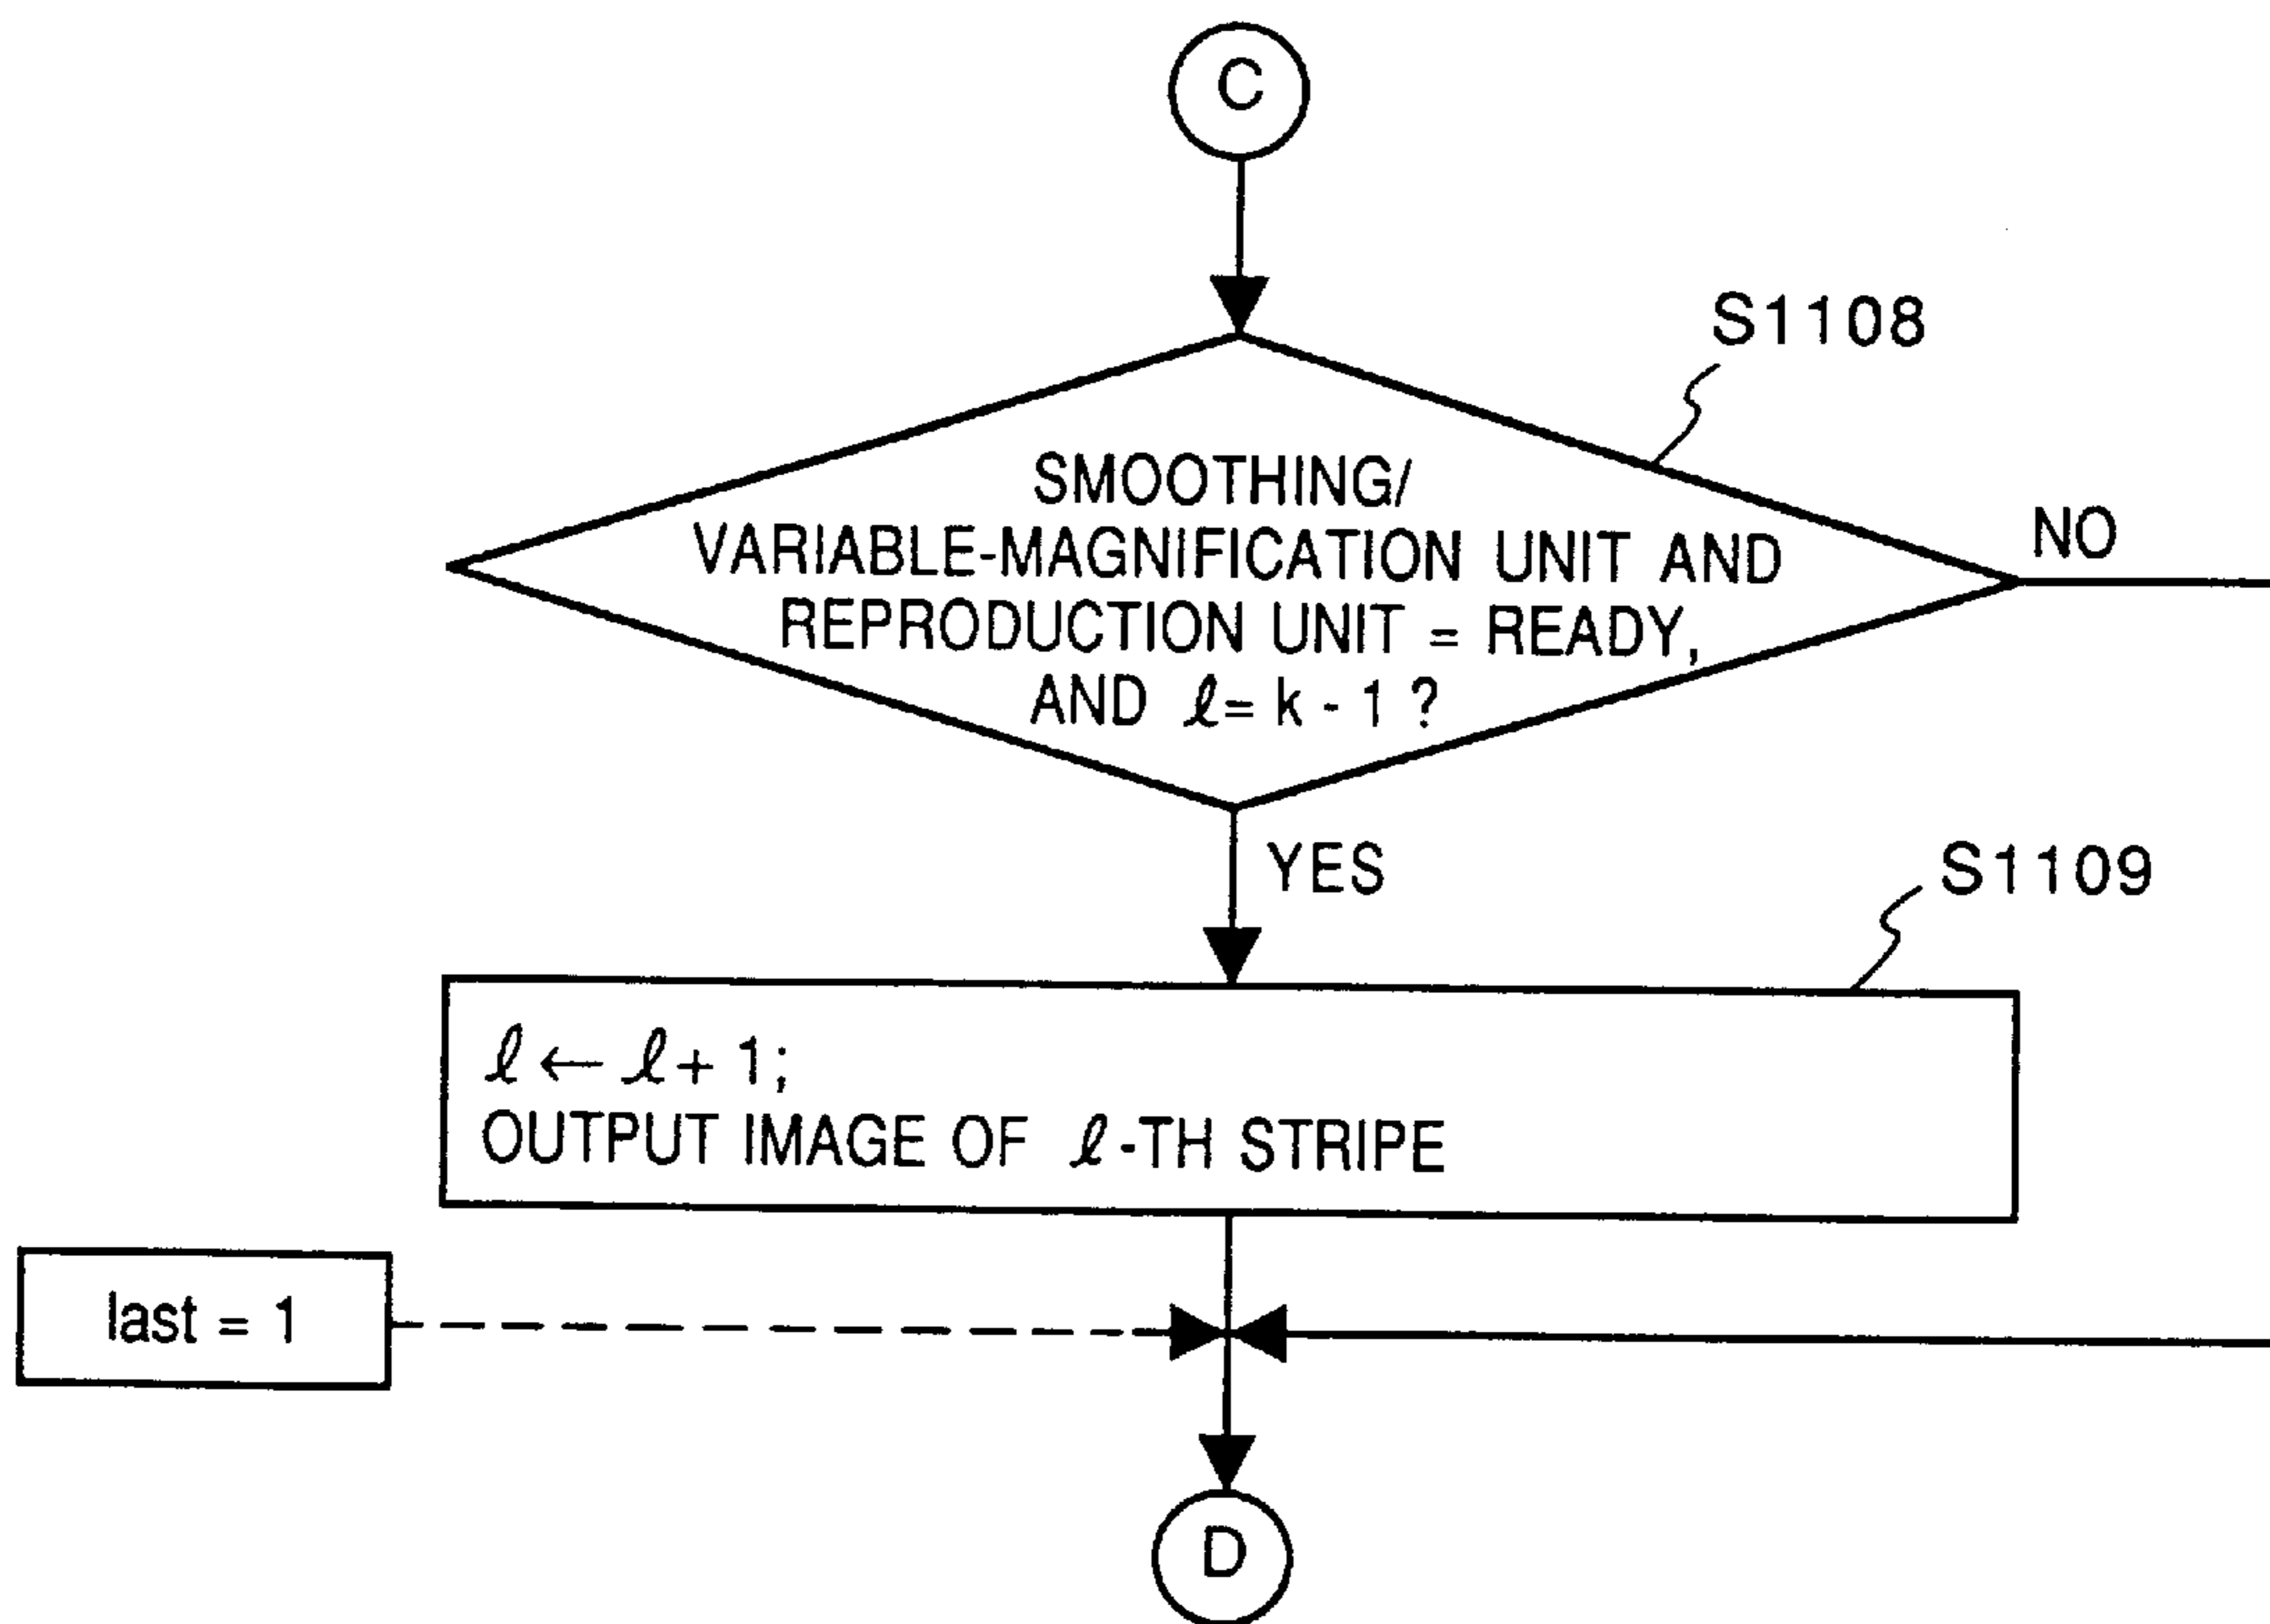 C
S1108
SMOOTHING/
VARIABLE-MAGNIFICATION UNIT AND
REPRODUCTION UNIT = READY,
AND ℓ = k - 1 ?
NO
YES
S1109
ℓ ← ℓ + 1;
OUTPUT IMAGE OF ℓ-TH STRIPE
last = 1
D